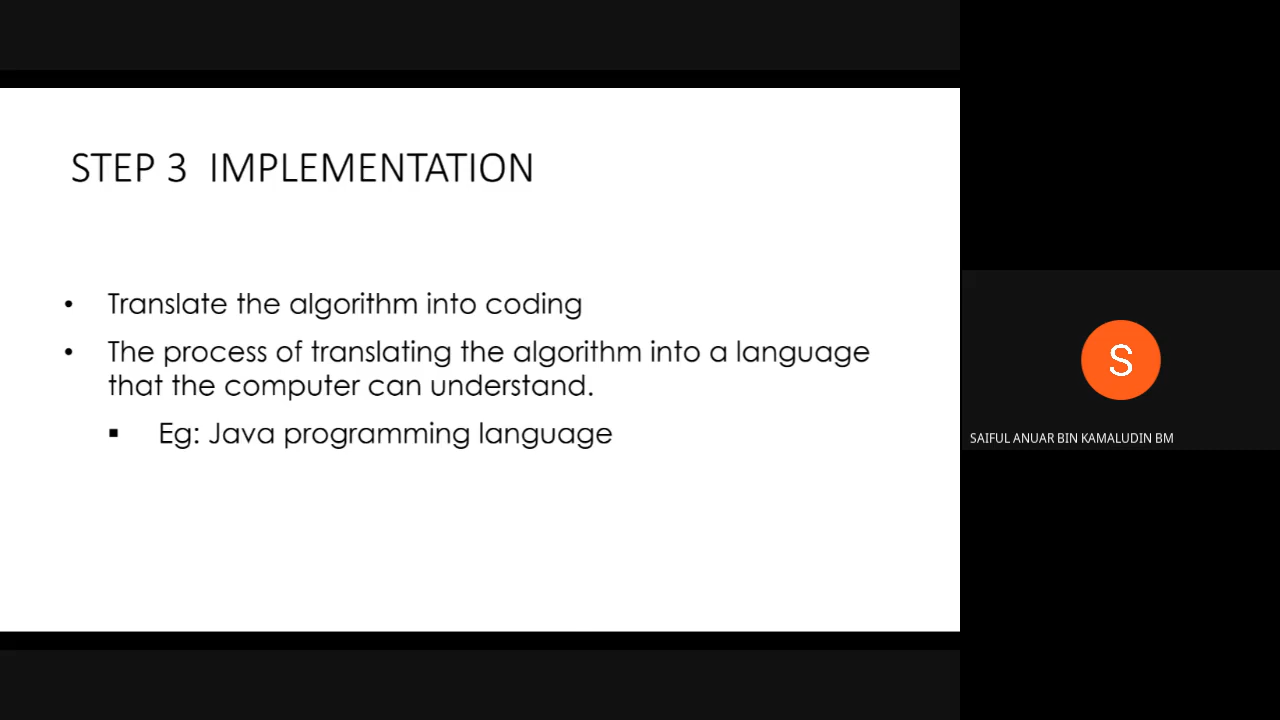 STEP 3 IMPLEMENTATION
• Translate the algorithm into coding
• The process of translating the algorithm into a language
that the computer can understand.
▪ Eg: Java programming language
S
SAIFUL ANUAR BIN KAMALUDIN BM